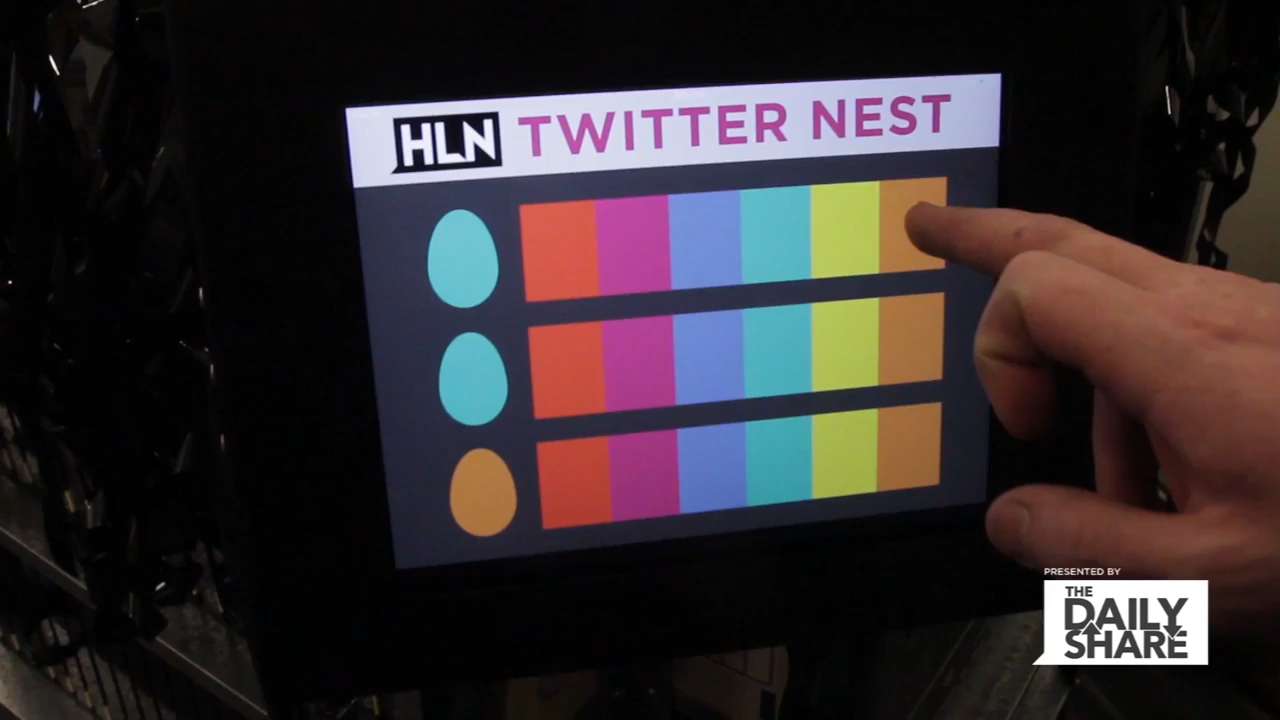 HLN TWITTER NEST
PRESENTED BY
THE
DAILY
SHARE